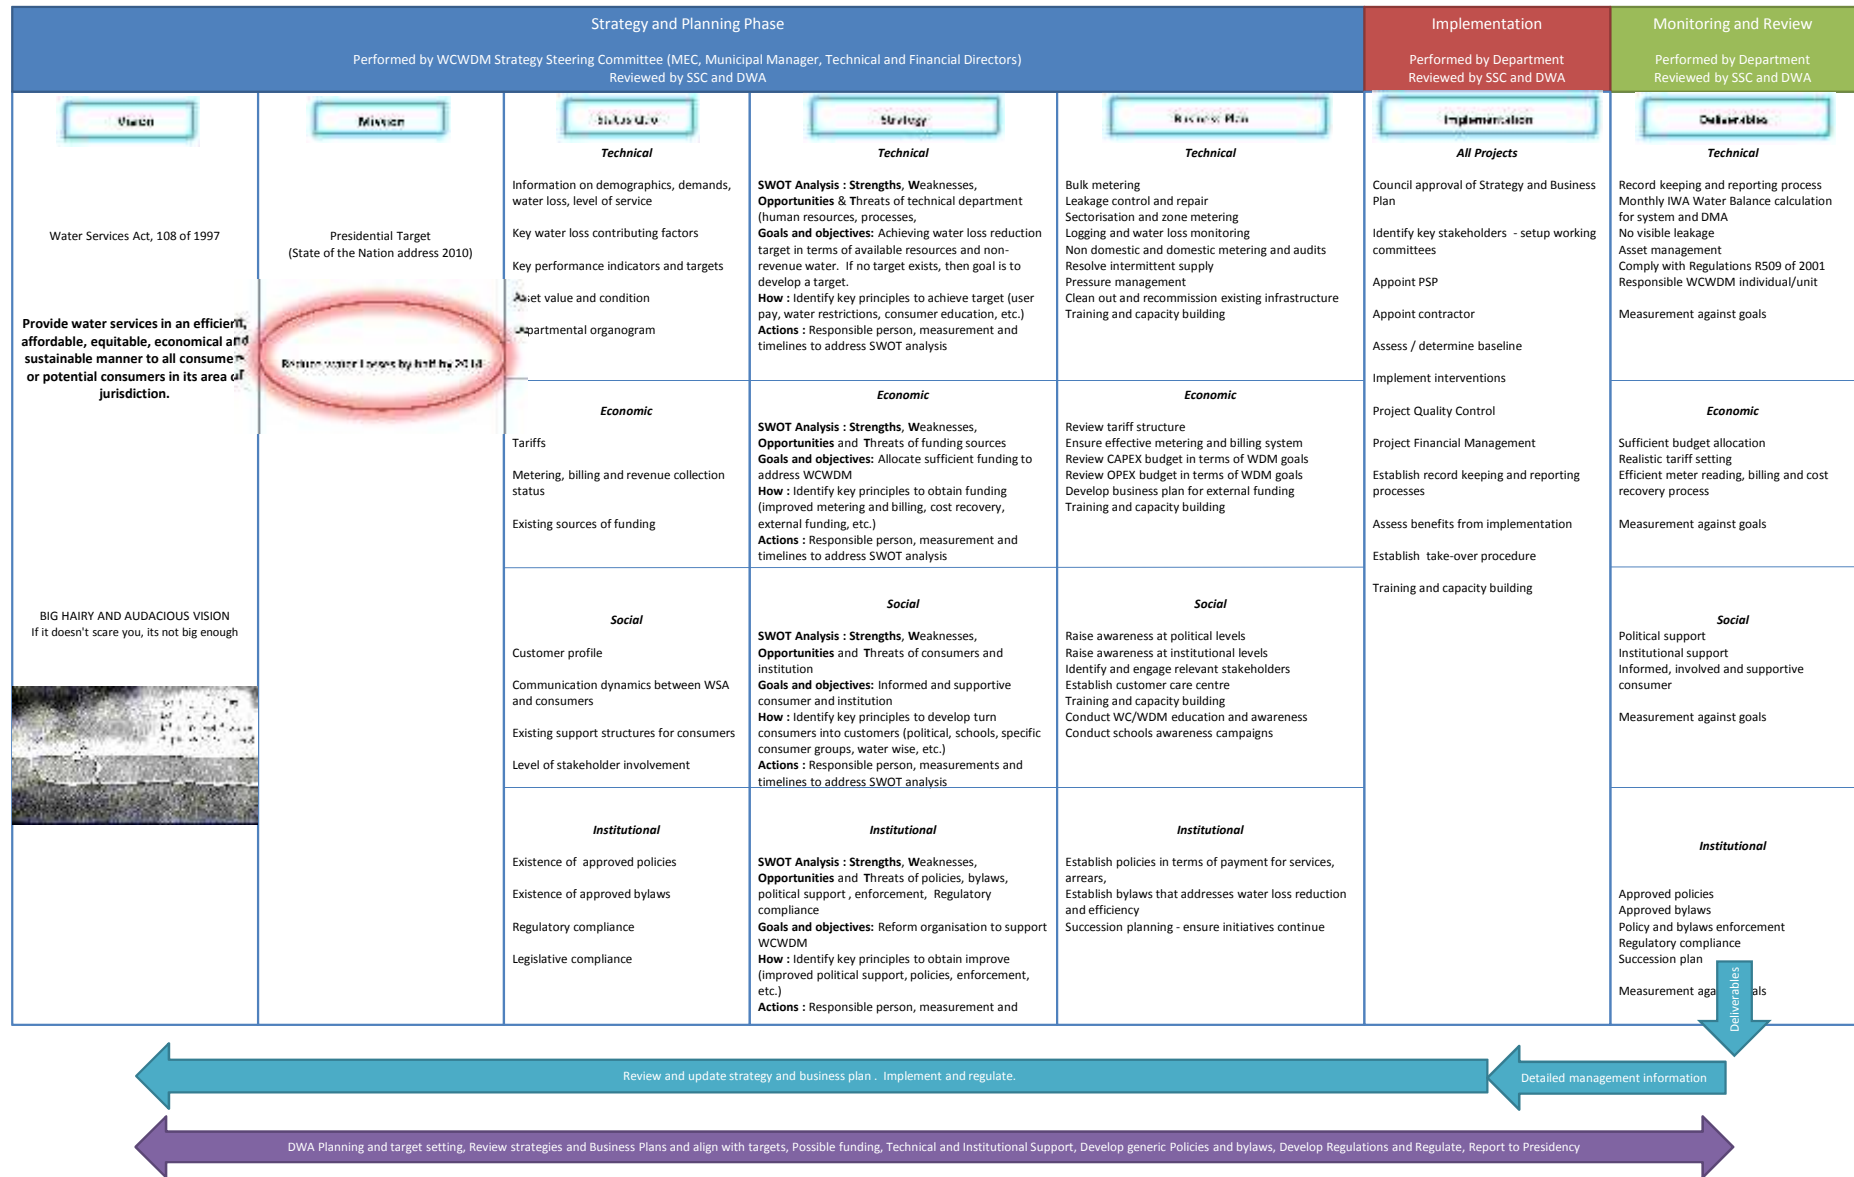 Strategy and Planning Phase
Performed by WCWDM Strategy Steering Committee (MEC, Municipal Manager, Technical and Financial Directors)
Reviewed by SSC and DWA
Implementation
Performed by Department
Reviewed by SSC and DWA
Monitoring and Review
Performed by Department
Reviewed by SSC and DWA
Vision
Water Services Act, 108 of 1997
Provide water services in an efficient,
affordable, equitable, economical and
sustainable manner to all consumers
or potential consumers in its area of
jurisdiction.
BIG HAIRY AND AUDACIOUS VISION
If it doesn't scare you, its not big enough
Mission
Presidential Target
(State of the Nation address 2010)
Reduce water Losses by half by 2014
Status Quo
Technical
Information on demographics, demands,
water loss, level of service
Key water loss contributing factors
Key performance indicators and targets
Asset value and condition
Departmental organogram
Economic
Tariffs
Metering, billing and revenue collection
status
Existing sources of funding
Social
Customer profile
Communication dynamics between WSA
and consumers
Existing support structures for consumers
Level of stakeholder involvement
Institutional
Existence of approved policies
Existence of approved bylaws
Regulatory compliance
Legislative compliance
Strategy
Technical
SWOT Analysis : Strengths, Weaknesses,
Opportunities & Threats of technical department
(human resources, processes,
Goals and objectives: Achieving water loss reduction
target in terms of available resources and non-
revenue water. If no target exists, then goal is to
develop a target.
How : Identify key principles to achieve target (user
pay, water restrictions, consumer education, etc.)
Actions : Responsible person, measurement and
timelines to address SWOT analysis
Economic
SWOT Analysis : Strengths, Weaknesses,
Opportunities and Threats of funding sources
Goals and objectives: Allocate sufficient funding to
address WCWDM
How : Identify key principles to obtain funding
(improved metering and billing, cost recovery,
external funding, etc.)
Actions : Responsible person, measurement and
timelines to address SWOT analysis
Social
SWOT Analysis : Strengths, Weaknesses,
Opportunities and Threats of consumers and
institution
Goals and objectives: Informed and supportive
consumer and institution
How : Identify key principles to develop turn
consumers into customers (political, schools, specific
consumer groups, water wise, etc.)
Actions : Responsible person, measurements and
timelines to address SWOT analysis
Institutional
SWOT Analysis : Strengths, Weaknesses,
Opportunities and Threats of policies, bylaws,
political support , enforcement, Regulatory
compliance
Goals and objectives: Reform organisation to support
WCWDM
How : Identify key principles to obtain improve
(improved political support, policies, enforcement,
etc.)
Actions : Responsible person, measurement and
Business Plan
Technical
Bulk metering
Leakage control and repair
Sectorisation and zone metering
Logging and water loss monitoring
Non domestic and domestic metering and audits
Resolve intermittent supply
Pressure management
Clean out and recommission existing infrastructure
Training and capacity building
Economic
Review tariff structure
Ensure effective metering and billing system
Review CAPEX budget in terms of WDM goals
Review OPEX budget in terms of WDM goals
Develop business plan for external funding
Training and capacity building
Social
Raise awareness at political levels
Raise awareness at institutional levels
Identify and engage relevant stakeholders
Establish customer care centre
Training and capacity building
Conduct WC/WDM education and awareness
Conduct schools awareness campaigns
Institutional
Establish policies in terms of payment for services,
arrears,
Establish bylaws that addresses water loss reduction
and efficiency
Succession planning - ensure initiatives continue
Implementation
All Projects
Council approval of Strategy and Business
Plan
Identify key stakeholders - setup working
committees
Appoint PSP
Appoint contractor
Assess / determine baseline
Implement interventions
Project Quality Control
Project Financial Management
Establish record keeping and reporting
processes
Assess benefits from implementation
Establish take-over procedure
Training and capacity building
Deliverables
Technical
Record keeping and reporting process
Monthly IWA Water Balance calculation
for system and DMA
No visible leakage
Asset management
Comply with Regulations R509 of 2001
Responsible WCWDM individual/unit
Measurement against goals
Economic
Sufficient budget allocation
Realistic tariff setting
Efficient meter reading, billing and cost
recovery process
Measurement against goals
Social
Political support
Institutional support
Informed, involved and supportive
consumer
Measurement against goals
Institutional
Approved policies
Approved bylaws
Policy and bylaws enforcement
Regulatory compliance
Succession plan
Measurement
Deliverables
Review and update strategy and business plan . Implement and regulate.
Detailed management information
DWA Planning and target setting, Review strategies and Business Plans and align with targets, Possible funding, Technical and Institutional Support, Develop generic Policies and bylaws, Develop Regulations and Regulate, Report to Presidency